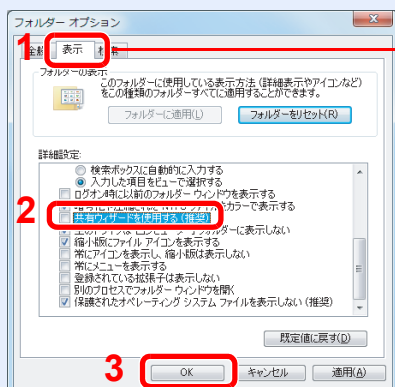 フォルダー オプション
1
全般 表示 検索
フォルダーの表示
このフォルダーに使用している表示方法 (詳細表示やアイコンなど)
をこの種類のフォルダーすべてに適用することができます。
フォルダーに適用(L) フォルダーをリセット(R)
詳細設定:
検索ボックスに自動的に入力する
入力した項目をビューで選択する
ログオン時に以前のフォルダー ウィンドウを表示する
カラーで表示する
2
共有ウィザードを使用する (推奨)
フォルダーに表示しない
縮小版にファイル アイコンを表示する
常にアイコンを表示し、縮小版は表示しない
常にメニューを表示する
登録されている拡張子は表示しない
別のプロセスでフォルダー ウィンドウを開く
保護されたオペレーティング システム ファイルを表示しない (推奨)
既定値に戻す(D)
3
OK キャンセル 適用(A)